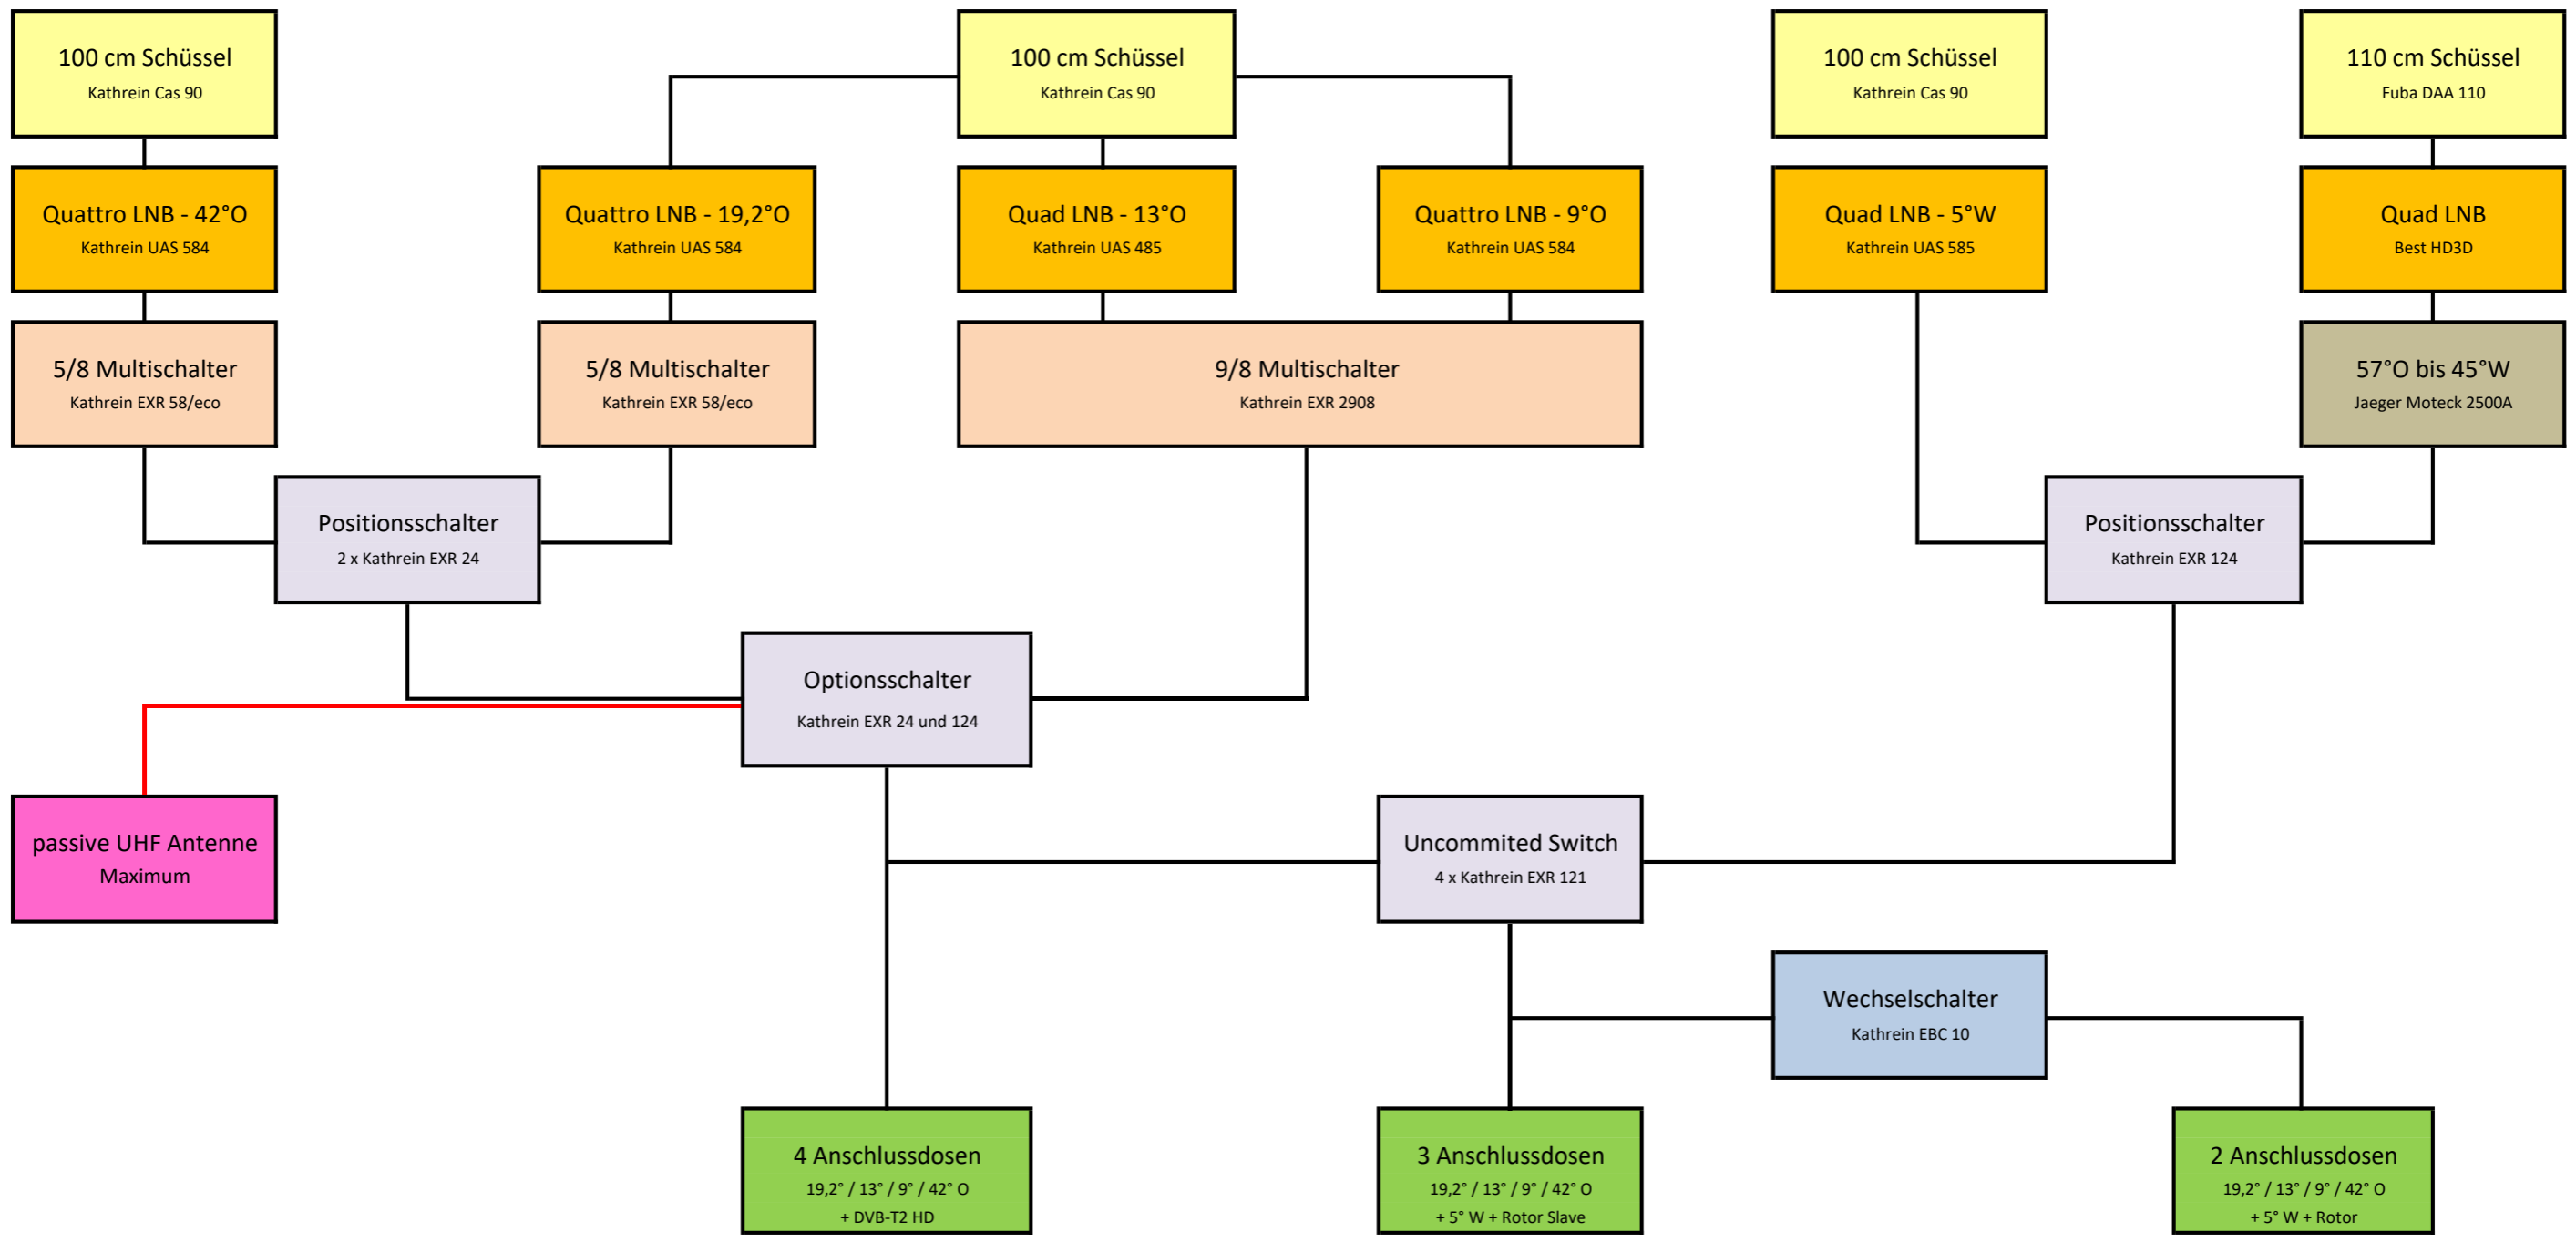 100 cm Schüssel
Kathrein Cas 90
100 cm Schüssel
Kathrein Cas 90
100 cm Schüssel
Kathrein Cas 90
110 cm Schüssel
Fuba DAA 110
Quattro LNB - 42°O
Kathrein UAS 584
Quattro LNB - 19,2°O
Kathrein UAS 584
Quad LNB - 13°O
Kathrein UAS 485
Quattro LNB - 9°O
Kathrein UAS 584
Quad LNB - 5°W
Kathrein UAS 585
Quad LNB
Best HD3D
5/8 Multischalter
Kathrein EXR 58/eco
5/8 Multischalter
Kathrein EXR 58/eco
9/8 Multischalter
Kathrein EXR 2908
57°O bis 45°W
Jaeger Moteck 2500A
Positionsschalter
2 x Kathrein EXR 24
Positionsschalter
Kathrein EXR 124
Optionsschalter
Kathrein EXR 24 und 124
passive UHF Antenne
Maximum
Uncommited Switch
4 x Kathrein EXR 121
Wechselschalter
Kathrein EBC 10
4 Anschlussdosen
19,2° / 13° / 9° / 42° O
+ DVB-T2 HD
3 Anschlussdosen
19,2° / 13° / 9° / 42° O
+ 5° W + Rotor Slave
2 Anschlussdosen
19,2° / 13° / 9° / 42° O
+ 5° W + Rotor